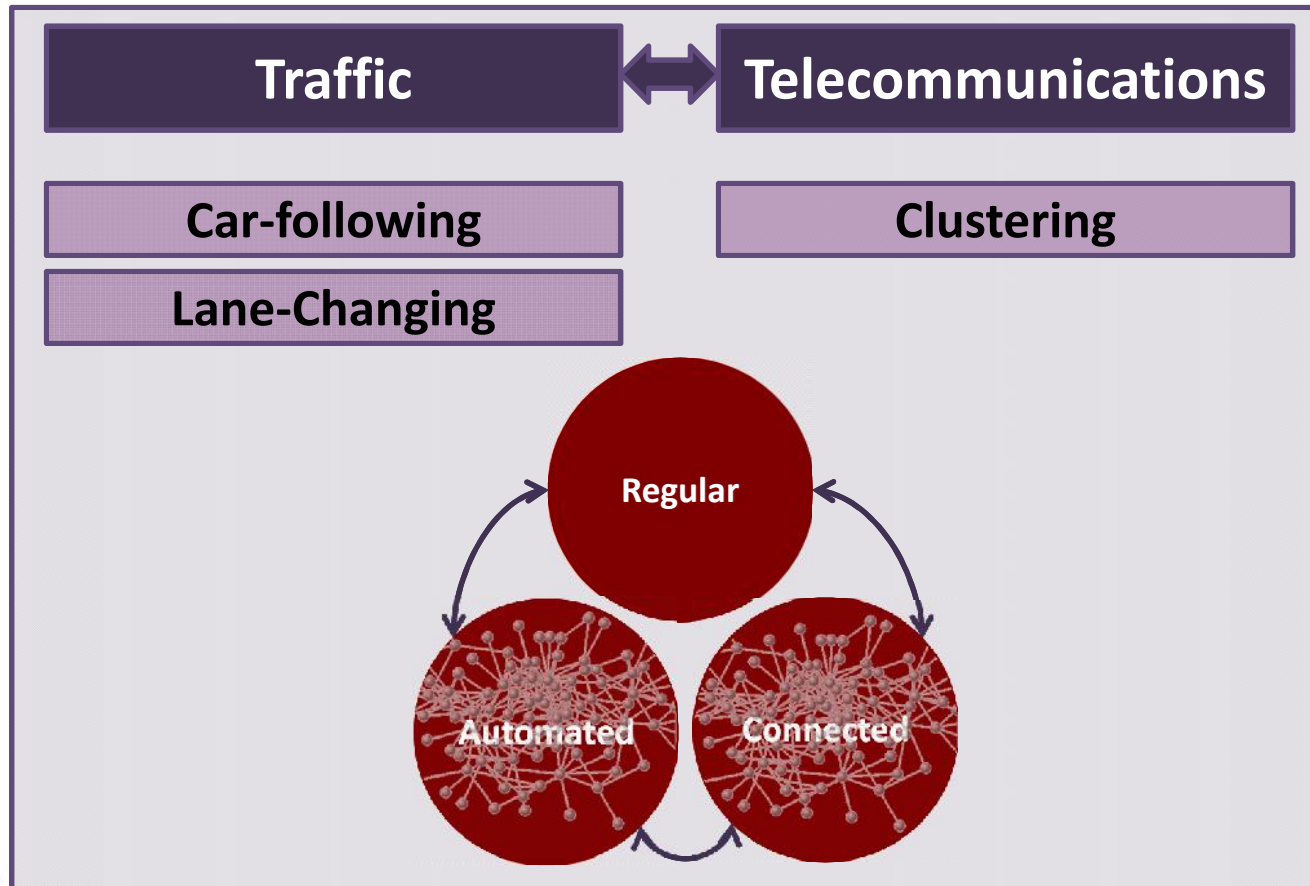 Traffic
Telecommunications
Car-following
Clustering
Lane-Changing
Regular
Automated
Connected